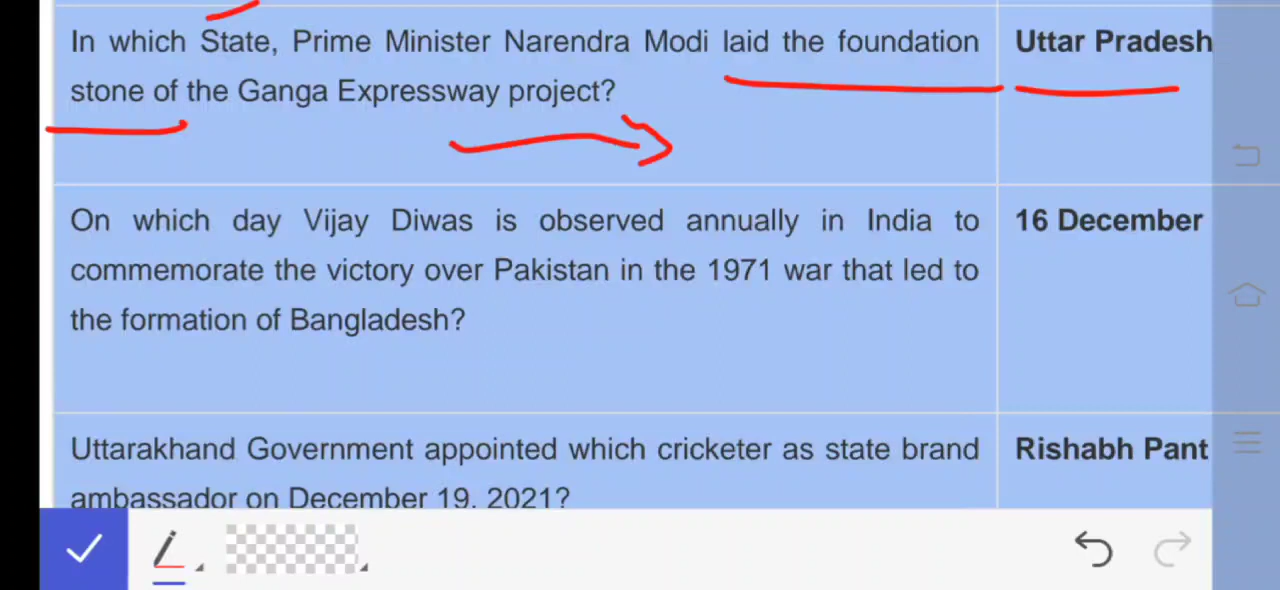 In which State, Prime Minister Narendra Modi laid the foundation Uttar Pradesh
stone of the Ganga Expressway project?
On which day Vijay Diwas is observed annually in India to 16 December
commemorate the victory over Pakistan in the 1971 war that led to
the formation of Bangladesh?
Uttarakhand Government appointed which cricketer as state brand Rishabh Pant
ambassador on December 19, 2021?